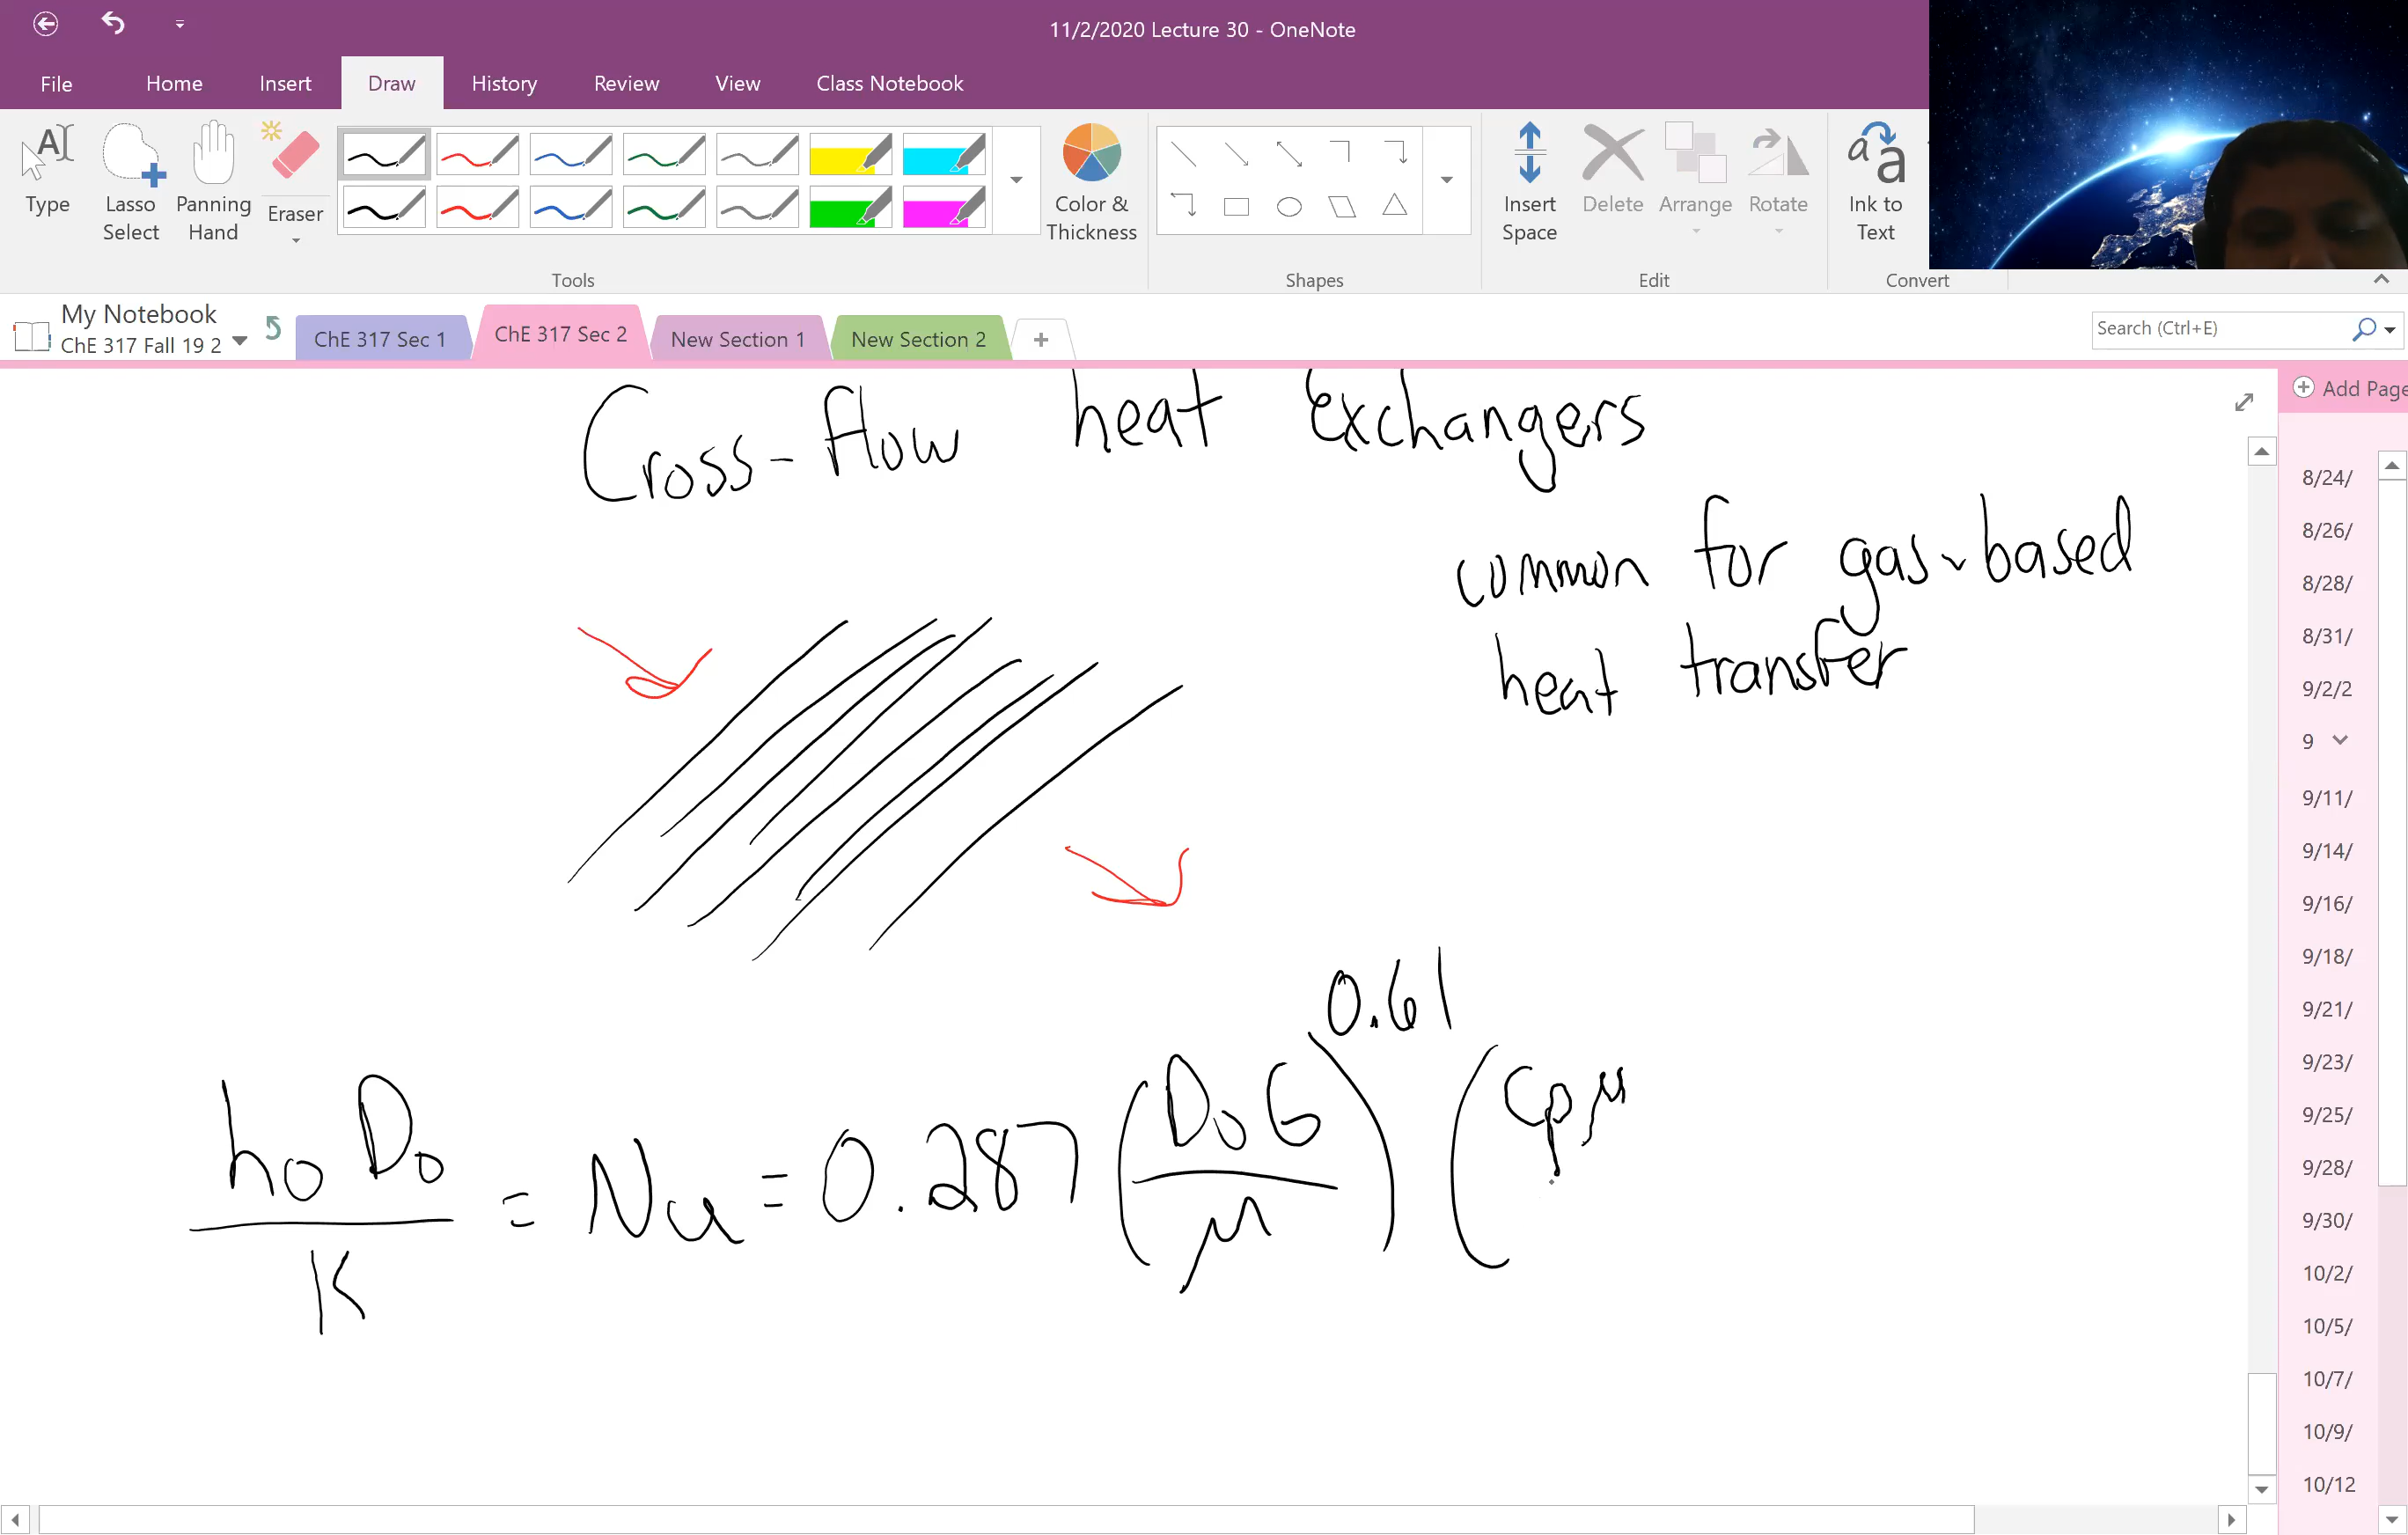 11/2/2020 Lecture 30 - OneNote
File Home Insert Draw History Review View Class Notebook
Type
Lasso Select
Panning Hand
Eraser
Color & Thickness
Insert Space
Delete
Arrange
Rotate
Ink to Text
Tools
Shapes
Edit
Convert
My Notebook
ChE 317 Fall 19 2
ChE 317 Sec 1
ChE 317 Sec 2
New Section 1
New Section 2
Search (Ctrl+E)
Add Page
Cross-flow heat Exchangers
common for gas-based
heat transfer
h₀ D₀ / K = Nu = 0.287 (D₀ G / μ)^0.61 (Cp μ
8/24/
8/26/
8/28/
8/31/
9/2/2
9
9/11/
9/14/
9/16/
9/18/
9/21/
9/23/
9/25/
9/28/
9/30/
10/2/
10/5/
10/7/
10/9/
10/12